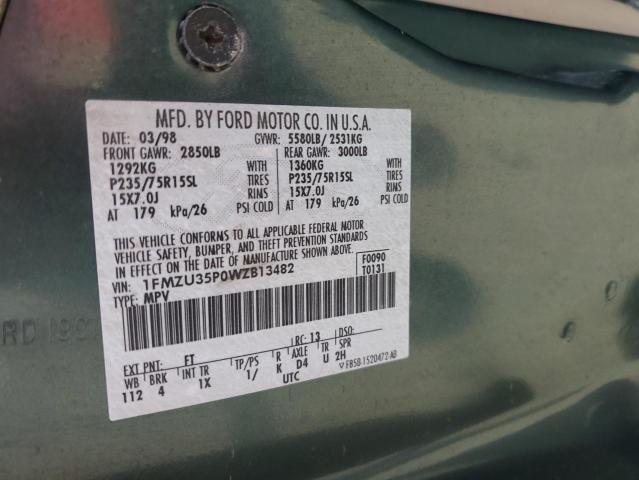 MFD. BY FORD MOTOR CO. IN U.S.A.
DATE: 03/98 GVWR: 5580LB/ 2531KG
FRONT GAWR: 2850LB REAR GAWR: 3000LB
1292KG WITH 1360KG WITH
P235/75R15SL TIRES P235/75R15SL TIRES
15X7.0J RIMS 15X7.0J RIMS
AT 179 kPa/26 PSI COLD AT 179 kPa/26 PSI COLD
THIS VEHICLE CONFORMS TO ALL APPLICABLE FEDERAL MOTOR
VEHICLE SAFETY, BUMPER, AND THEFT PREVENTION STANDARDS
IN EFFECT ON THE DATE OF MANUFACTURE SHOWN ABOVE.
VIN: 1FMZU35P0WZB13482 F0090
TYPE: MPV T0131
EXT PNT: FT RC: 13 DSO:
WB BRK INT TR TP/PS R AXLE TR SPR
112 4 1X 1/ K D4 U 2H
UTC
F85B-1520472-AB